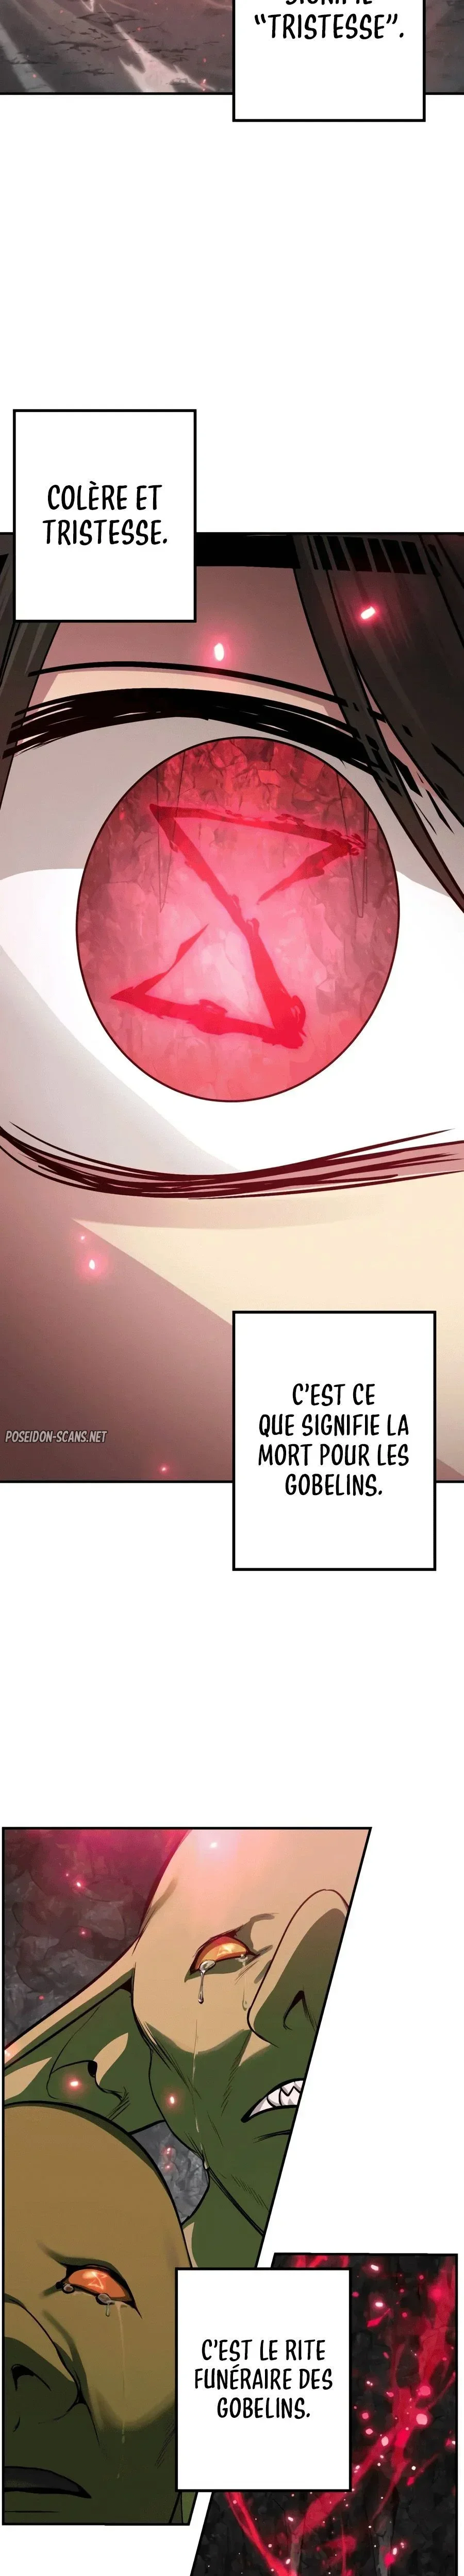 SIGNIFIE
“TRISTESSE”.
COLÈRE ET
TRISTESSE.
C'EST CE
QUE SIGNIFIE LA
MORT POUR LES
GOBELINS.
POSEIDON-SCANS.NET
C'EST LE RITE
FUNÉRAIRE DES
GOBELINS.